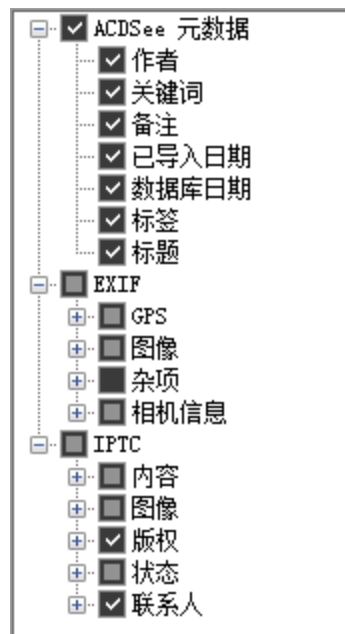 ACDSee 元数据
作者
关键词
备注
已导入日期
数据库日期
标签
标题
EXIF
GPS
图像
杂项
相机信息
IPTC
内容
图像
版权
状态
联系人